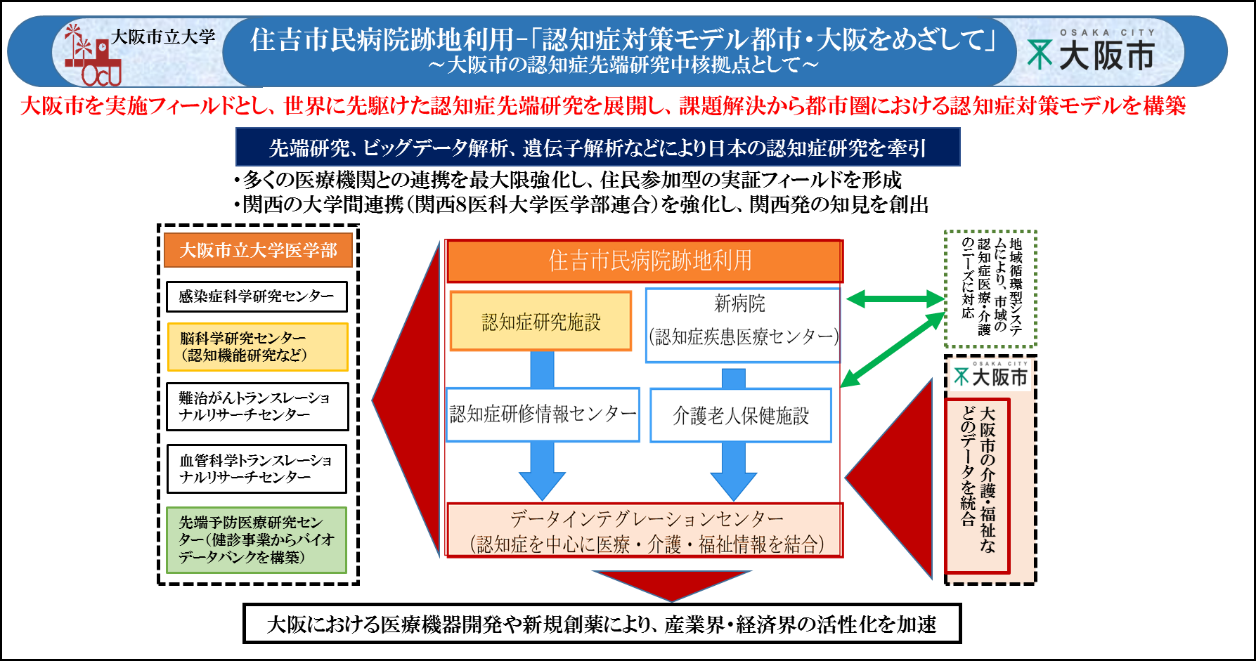 大阪市立大学
OCU
住吉市民病院跡地利用-「認知症対策モデル都市・大阪をめざして」
～大阪市の認知症先端研究中核拠点として～
OSAKA CITY
大阪市
大阪市を実施フィールドとし、世界に先駆けた認知症先端研究を展開し、課題解決から都市圏における認知症対策モデルを構築
先端研究、ビッグデータ解析、遺伝子解析などにより日本の認知症研究を牽引
・多くの医療機関との連携を最大限強化し、住民参加型の実証フィールドを形成
・関西の大学間連携(関西8医科大学医学部連合)を強化し、関西発の知見を創出
大阪市立大学医学部
感染症科学研究センター
脳科学研究センター
(認知機能研究など)
難治がんトランスレーショ
ナルリサーチセンター
血管科学トランスレーショ
ナルリサーチセンター
先端予防医療研究セン
ター(健診事業からバイオ
データバンクを構築)
住吉市民病院跡地利用
認知症研究施設
新病院
(認知症疾患医療センター)
認知症研修情報センター
介護老人保健施設
データインテグレーションセンター
(認知症を中心に医療・介護・福祉情報を結合)
地域循環型ジシステ
ムにより、市域の
認知症医療・介護
のニーズに対応
OSAKA CITY
大阪市
大阪市の介護・福祉な
どのデータを統合
大阪における医療機器開発や新規創薬により、産業界・経済界の活性化を加速